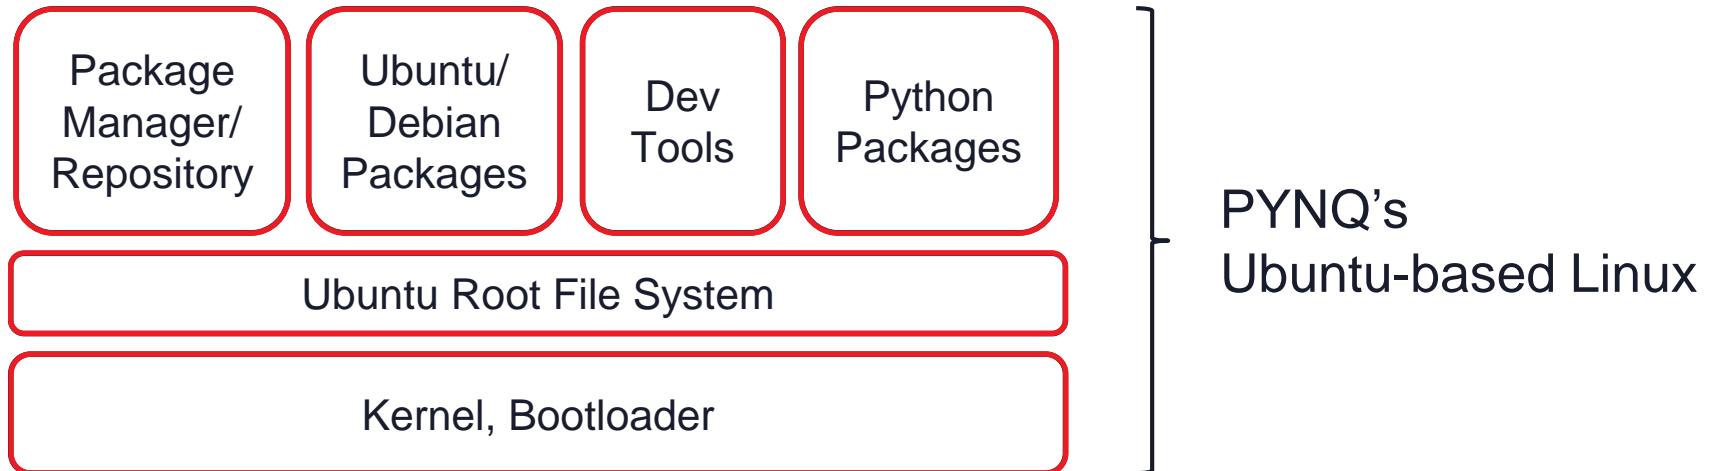 Package
Manager/
Repository
Ubuntu/
Debian
Packages
Dev
Tools
Python
Packages
Ubuntu Root File System
Kernel, Bootloader
PYNQ’s
Ubuntu-based Linux